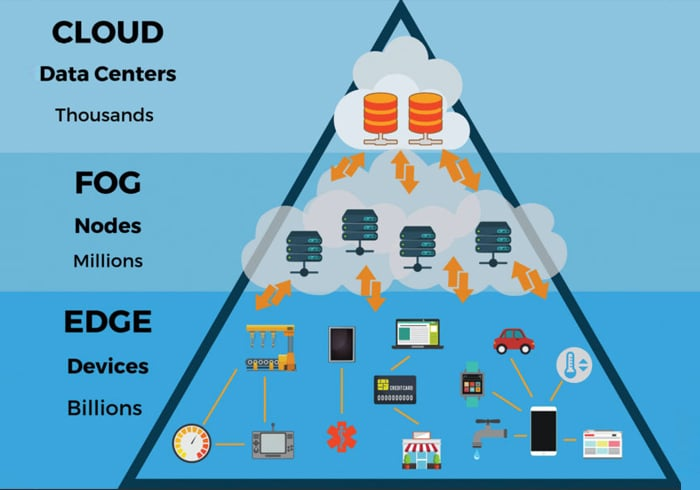 CLOUD
Data Centers
Thousands
FOG
Nodes
Millions
EDGE
Devices
Billions
CREDIT CARD